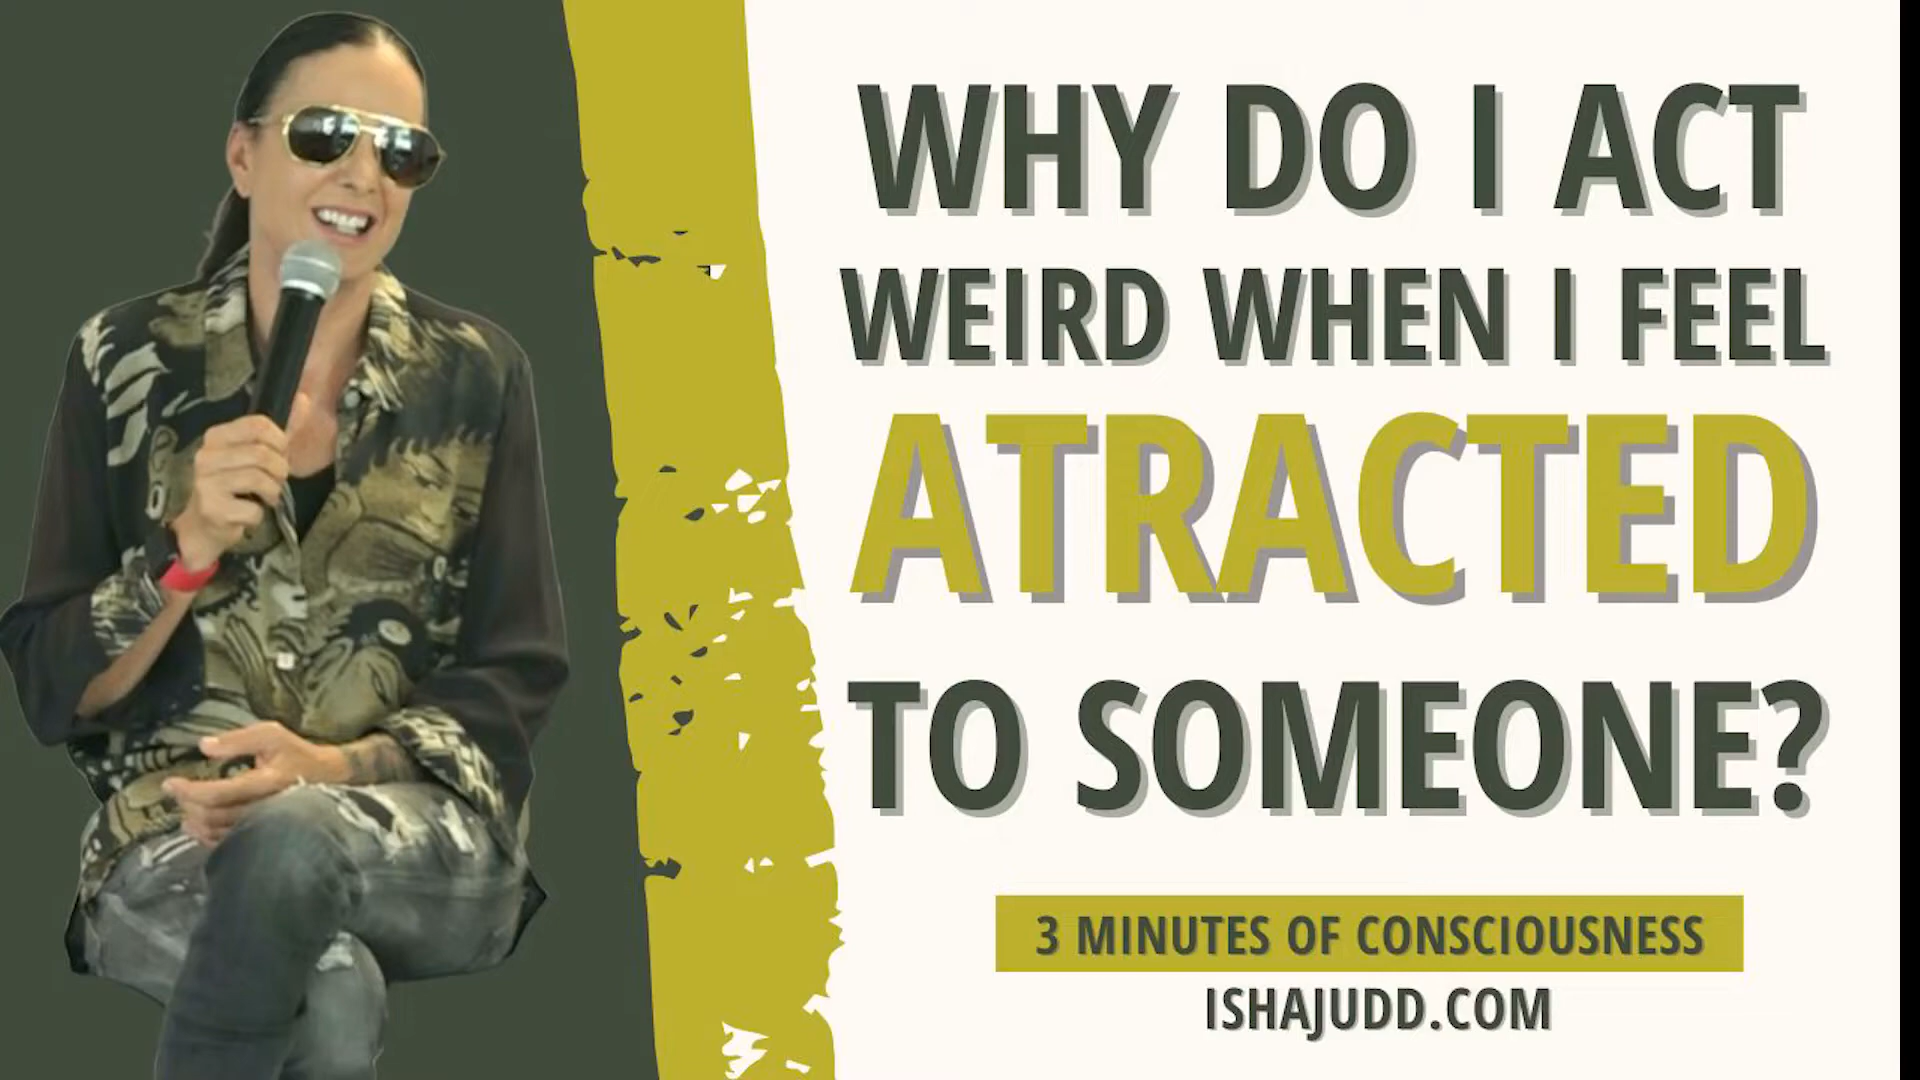 WHY DO I ACT
WEIRD WHEN I FEEL
ATRACTED
TO SOMEONE?
3 MINUTES OF CONSCIOUSNESS
ISHAJUDD.COM